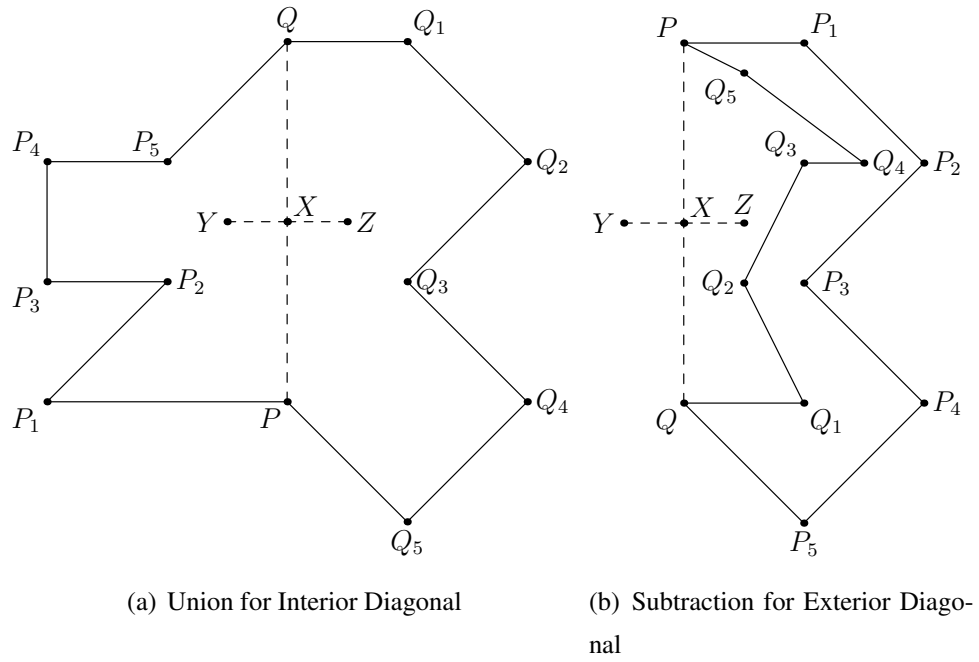 Q Q₁ P P₁
Q₅
P₄ P₅ Q₂ Q₃ Q₄ P₂
Y X Z Y X Z
P₃ P₂ Q₃ Q₂ P₃
P₁ P Q₄ Q Q₁ P₄
Q₅ P₅
(a) Union for Interior Diagonal
(b) Subtraction for Exterior Diago-
nal